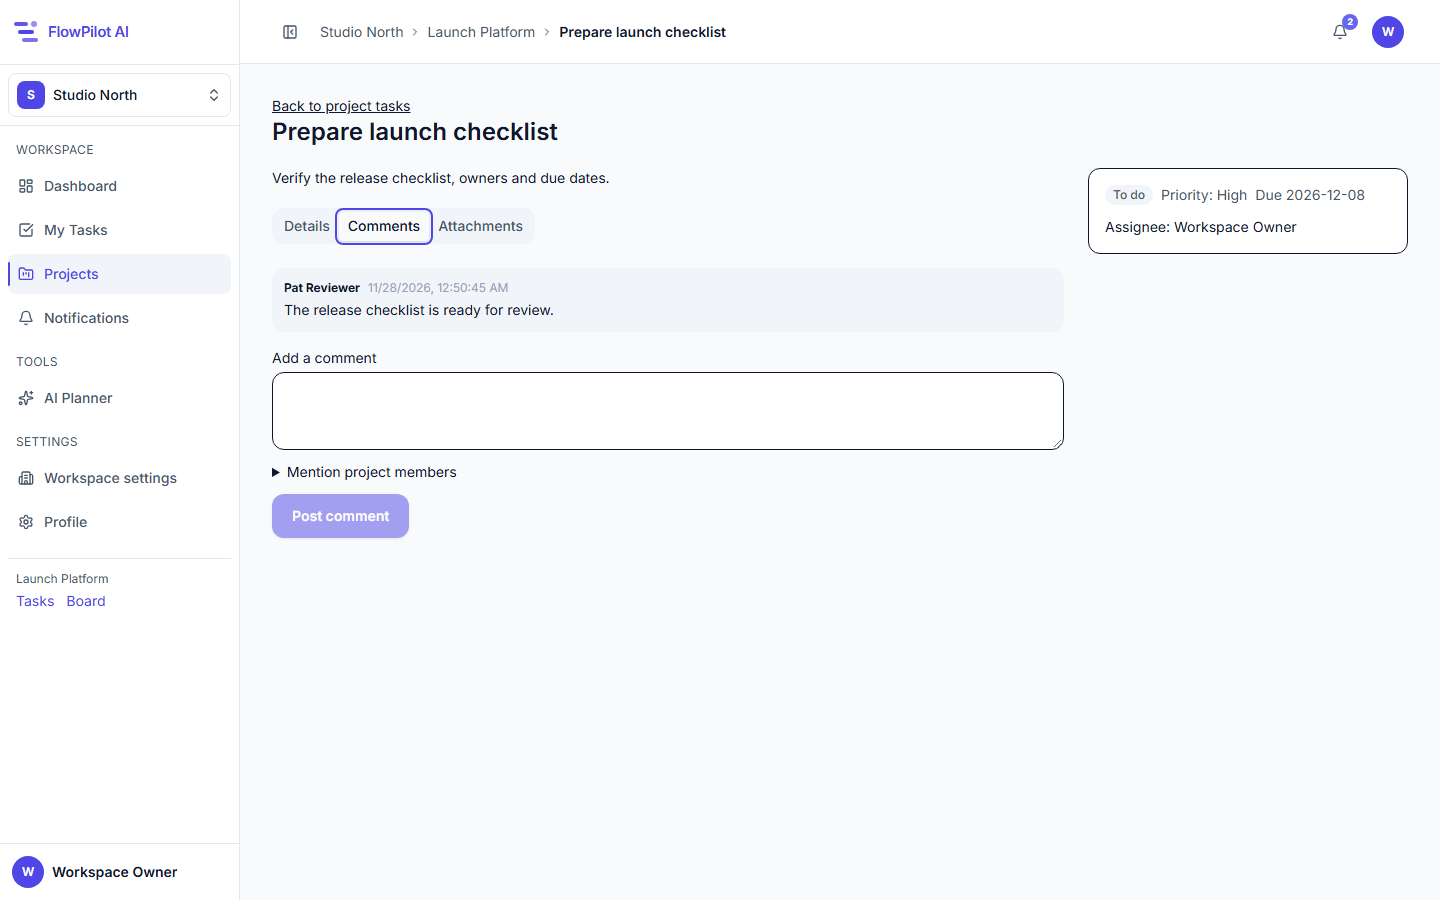 FlowPilot AI
Studio North > Launch Platform > Prepare launch checklist
2
W
S
Studio North
WORKSPACE
Dashboard
My Tasks
Projects
Notifications
TOOLS
AI Planner
SETTINGS
Workspace settings
Profile
Launch Platform
Tasks Board
W
Workspace Owner
Back to project tasks
Prepare launch checklist
Verify the release checklist, owners and due dates.
Details Comments Attachments
Pat Reviewer 11/28/2026, 12:50:45 AM
The release checklist is ready for review.
Add a comment
Mention project members
Post comment
To do Priority: High Due 2026-12-08
Assignee: Workspace Owner